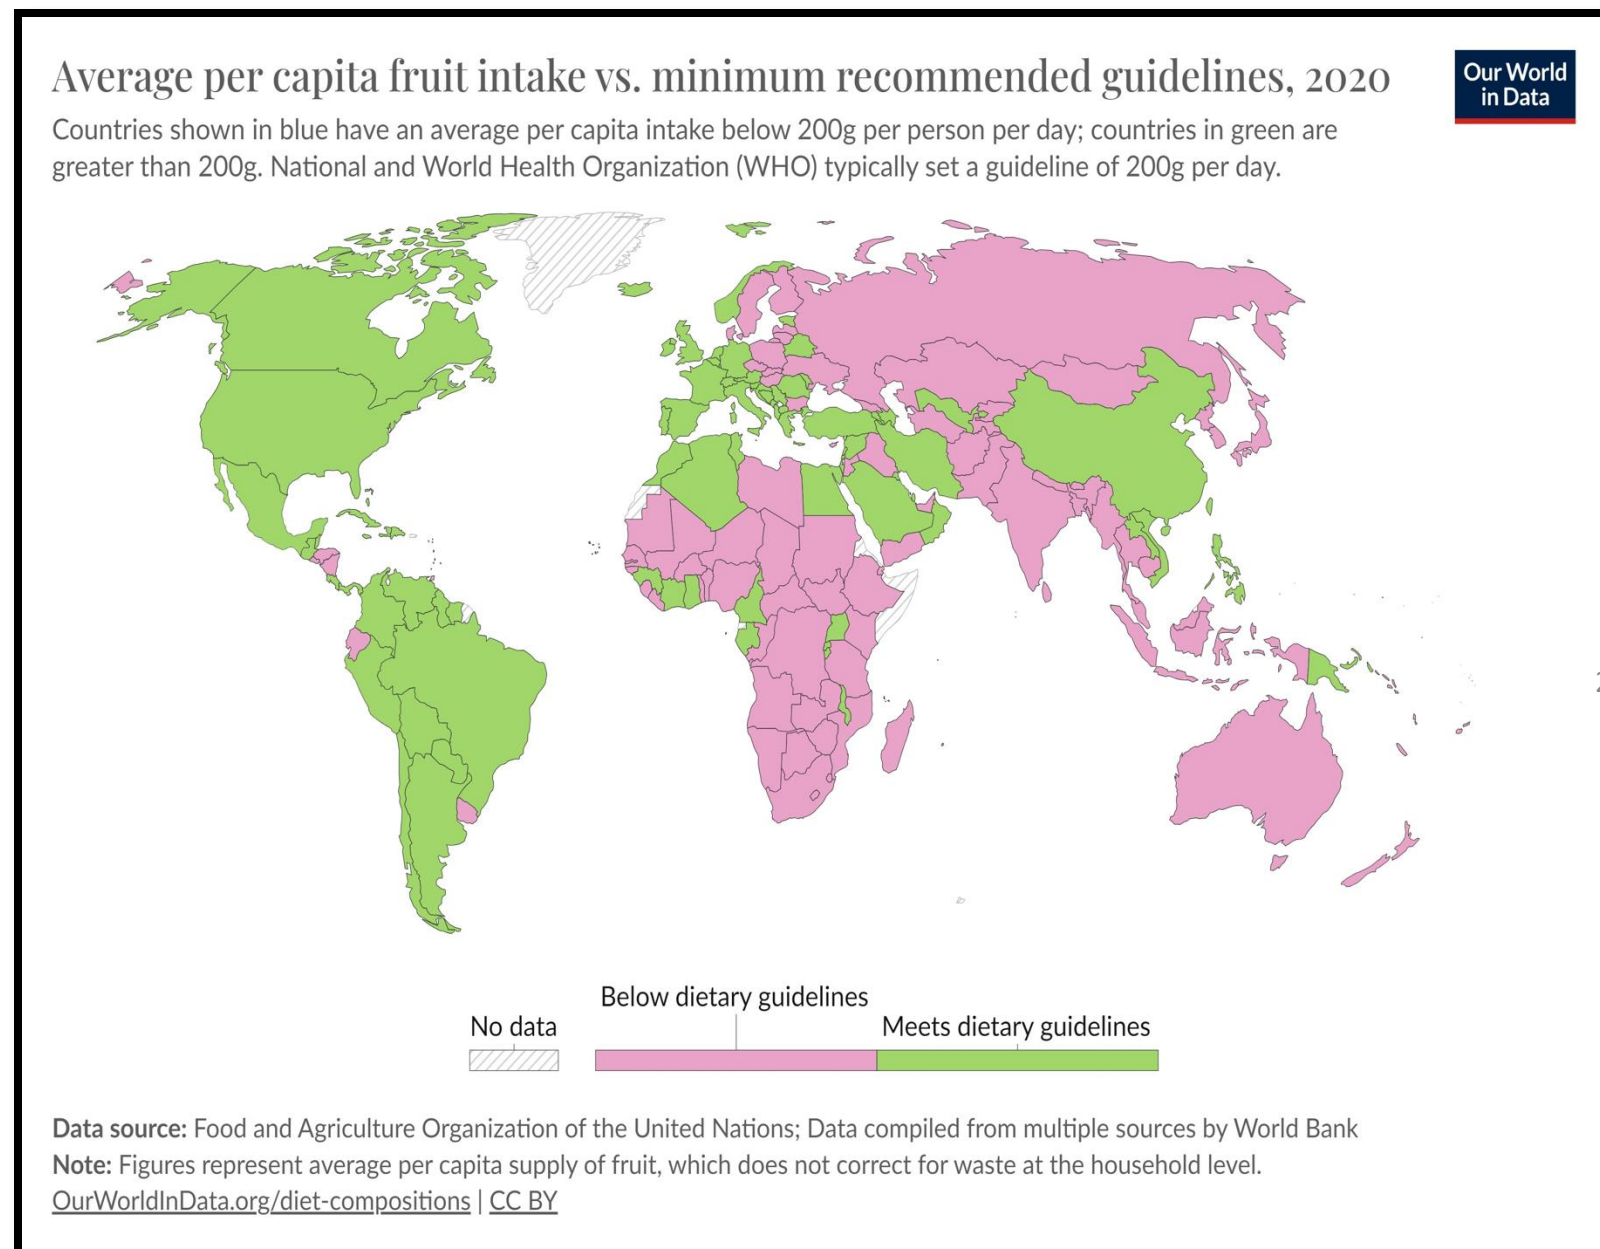 Average per capita fruit intake vs. minimum recommended guidelines, 2020
Our World
in Data
Countries shown in blue have an average per capita intake below 200g per person per day; countries in green are
greater than 200g. National and World Health Organization (WHO) typically set a guideline of 200g per day.
Below dietary guidelines
No data
Meets dietary guidelines
Data source: Food and Agriculture Organization of the United Nations; Data compiled from multiple sources by World Bank
Note: Figures represent average per capita supply of fruit, which does not correct for waste at the household level.
OurWorldInData.org/diet-compositions | CC BY